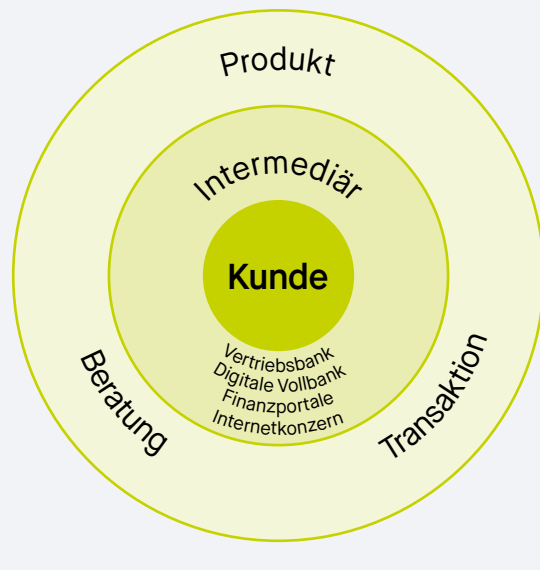 Produkt
Intermediär
Kunde
Vertriebsbank
Digitale Vollbank
Finanzportale
Internetkonzern
Beratung
Transaktion